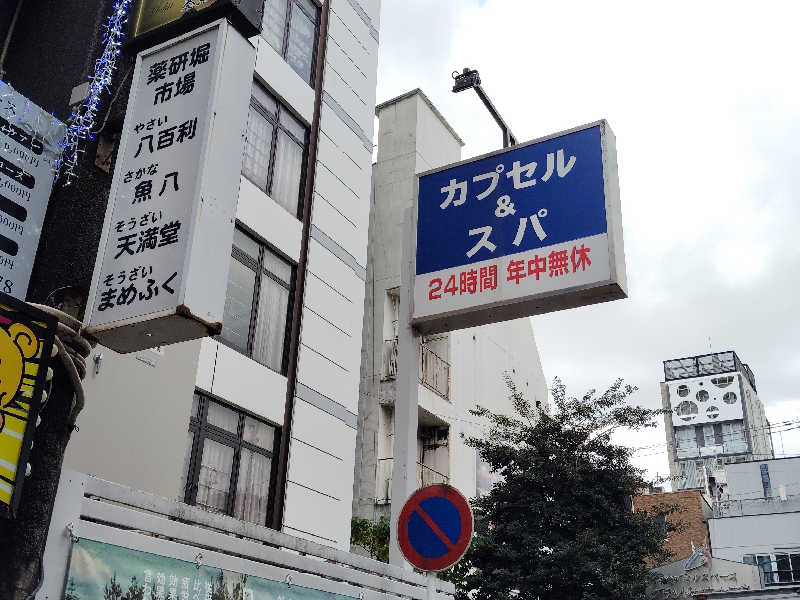 薬研堀
市場
やさい
八百利
さかな
魚八
そうざい
天満堂
そうざい
まめふく
カプセル
&
スパ
24時間 年中無休